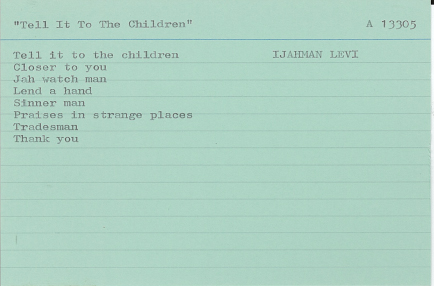 "Tell It To The Children" A 13305
Tell it to the children IJAHMAN LEVI
Closer to you
Jah watch man
Lend a hand
Sinner man
Praises in strange places
Tradesman
Thank you